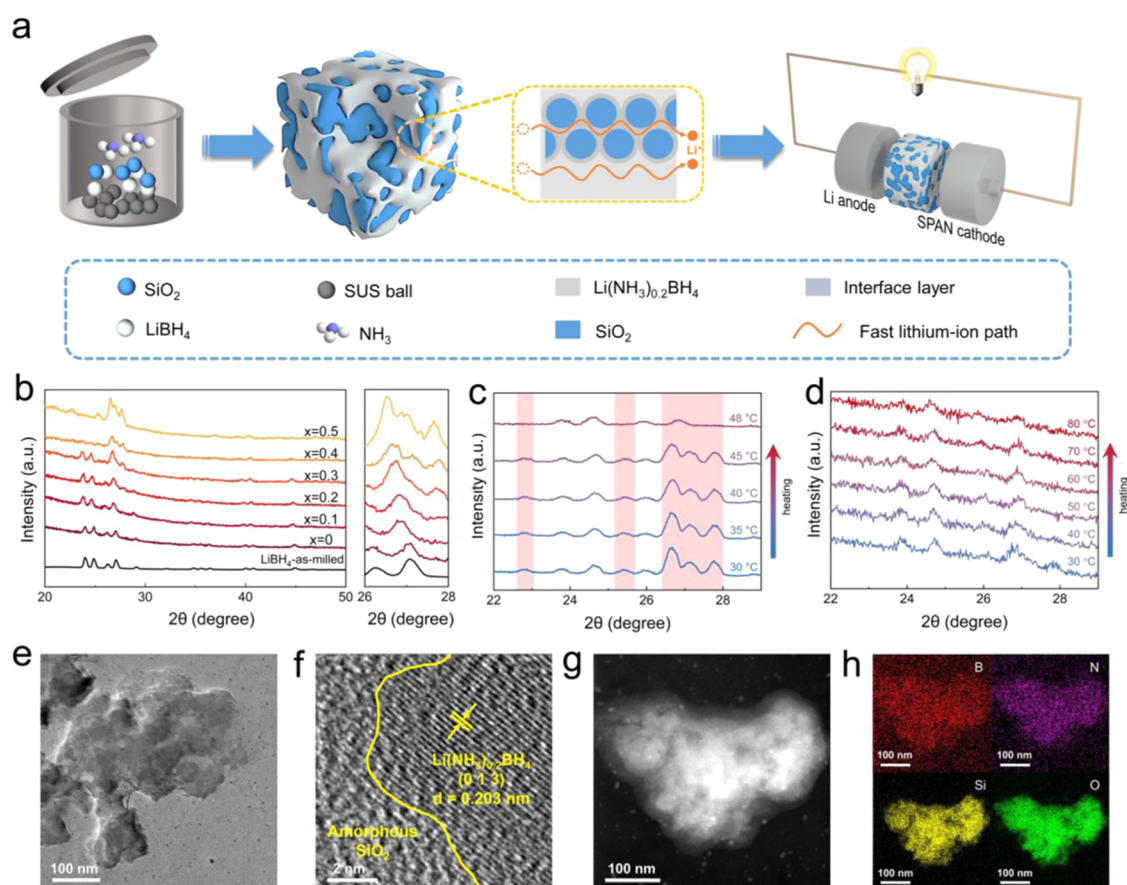 a
Li⁺
Li anode
SPAN cathode
SiO₂
SUS ball
Li(NH₃)₀.₂BH₄
Interface layer
LiBH₄
NH₃
SiO₂
Fast lithium-ion path
b
Intensity (a.u.)
x=0.5
x=0.4
x=0.3
x=0.2
x=0.1
x=0
LiBH₄-as-milled
20 30 40 50
26 28
2θ (degree)
c
Intensity (a.u.)
48 °C
45 °C
40 °C
35 °C
30 °C
heating
22 24 26 28
2θ (degree)
d
Intensity (a.u.)
80 °C
70 °C
60 °C
50 °C
40 °C
30 °C
heating
22 24 26 28
2θ (degree)
e
100 nm
f
Li(NH₃)₀.₂BH₄
(0 1 3)
d = 0.203 nm
Amorphous
SiO₂
2 nm
g
100 nm
h
B
100 nm
N
100 nm
Si
100 nm
O
100 nm